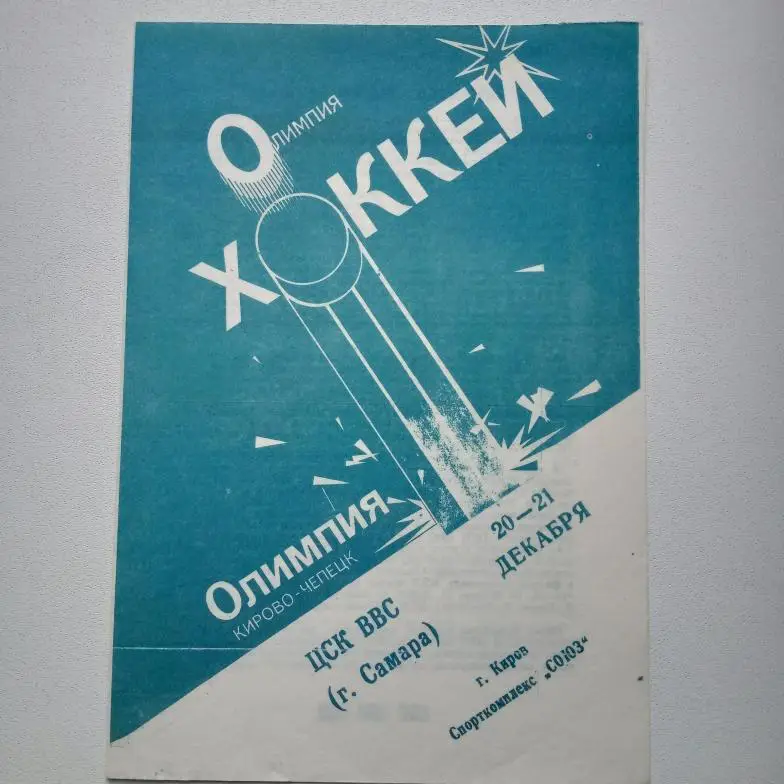 Олимпия
ХОККЕЙ
Олимпия
КИРОВО-ЧЕПЕЦК
20—21
ДЕКАБРЯ
ЦСК ВВС
(г. Самара)
г. Киров
Спорткомплекс „СОЮЗ“